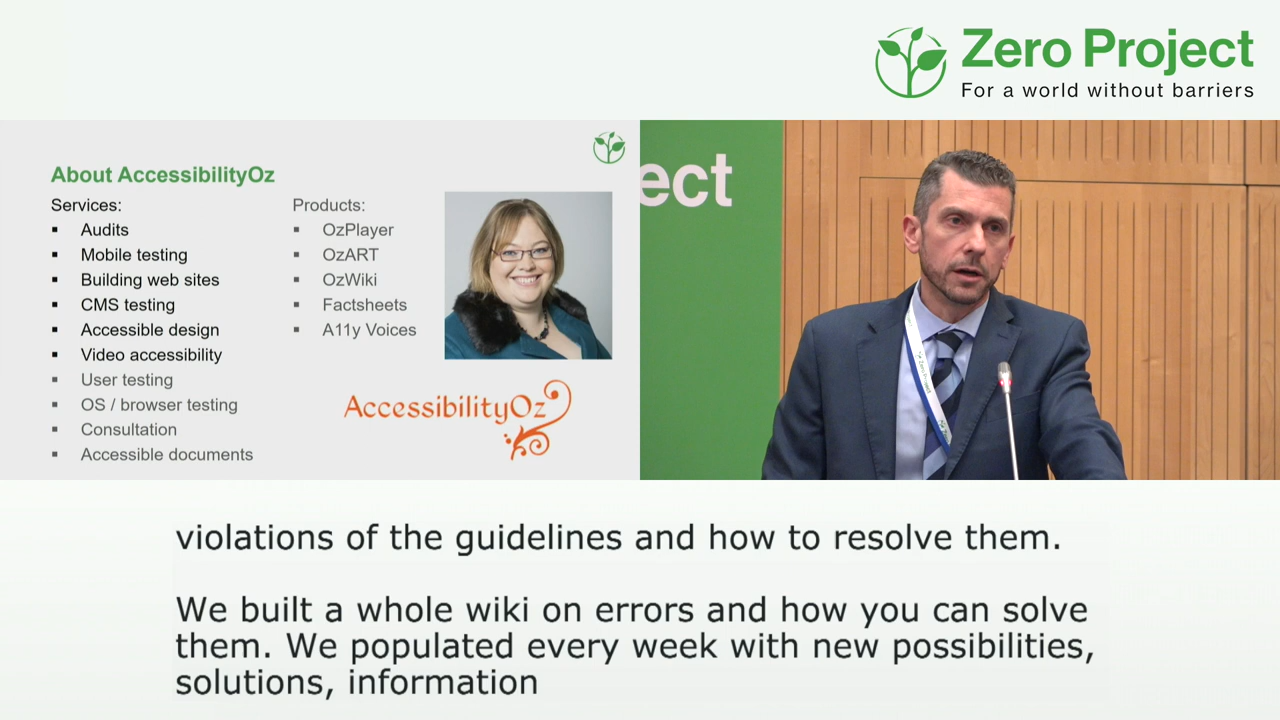 Zero Project
For a world without barriers
About AccessibilityOz
Services:
▪ Audits
▪ Mobile testing
▪ Building web sites
▪ CMS testing
▪ Accessible design
▪ Video accessibility
▪ User testing
▪ OS / browser testing
▪ Consultation
▪ Accessible documents
Products:
▪ OzPlayer
▪ OzART
▪ OzWiki
▪ Factsheets
▪ A11y Voices
AccessibilityOz
ect
violations of the guidelines and how to resolve them.
We built a whole wiki on errors and how you can solve
them. We populated every week with new possibilities,
solutions, information